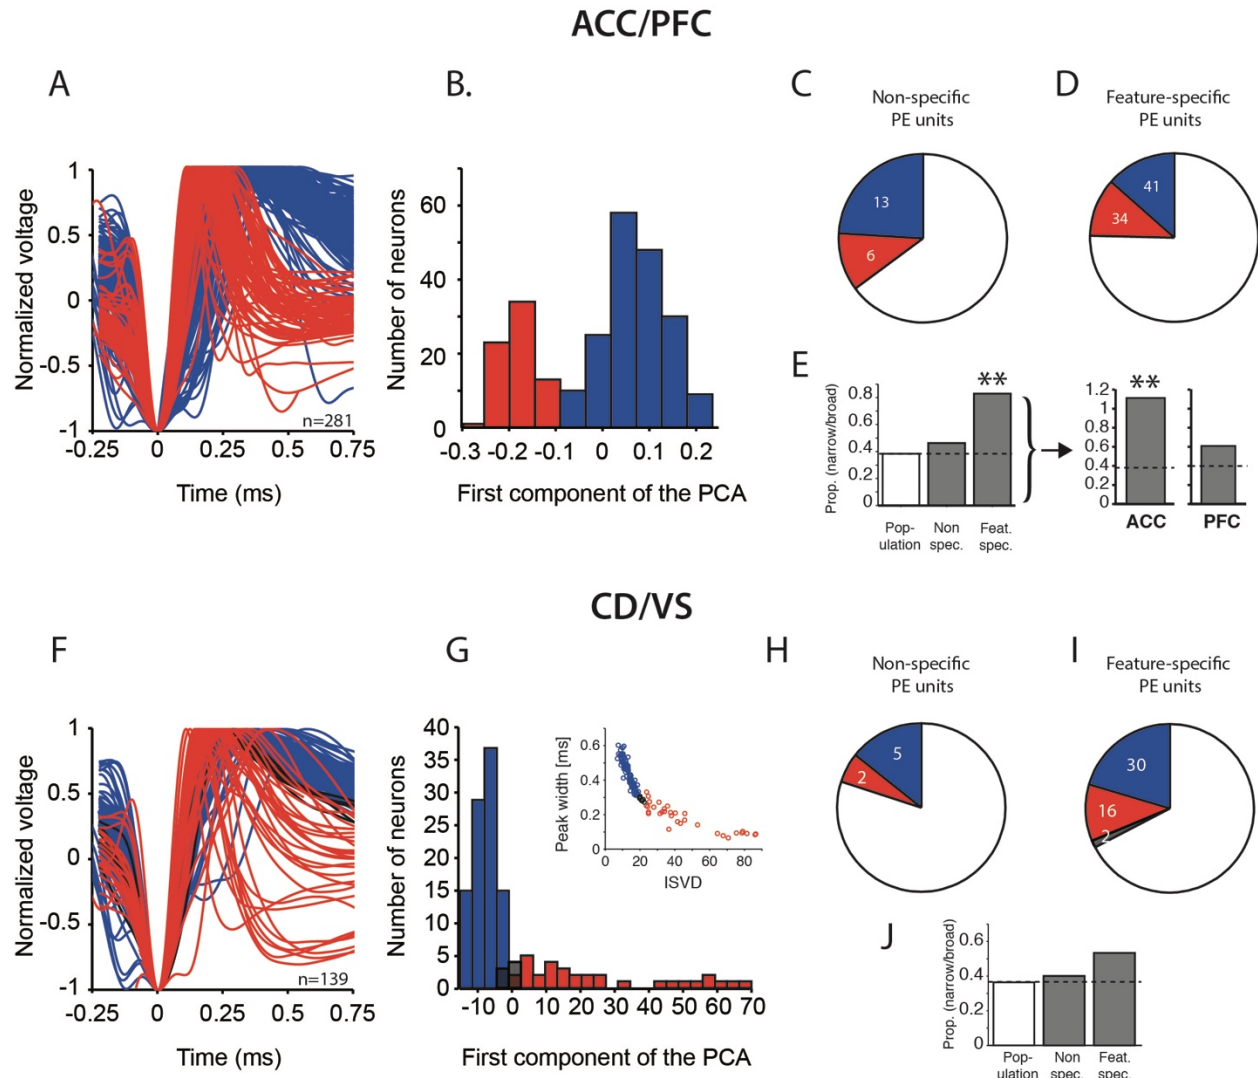 ACC/PFC
A
B.
C
D
Non-specific
PE units
Feature-specific
PE units
Normalized voltage
1
0.5
0
-0.5
-1
-0.25
0
0.25
0.5
0.75
n=281
Time (ms)
Number of neurons
60
40
20
0
-0.3
-0.2
-0.1
0
0.1
0.2
First component of the PCA
13
6
41
34
E
Prop. (narrow/broad)
0.8
0.6
0.4
0.2
0
**
Pop-
ulation
Non
spec.
Feat.
spec.
1.2
1
0.8
0.6
0.4
0.2
0
**
ACC
PFC
CD/VS
F
G
H
I
Non-specific
PE units
Feature-specific
PE units
Normalized voltage
1
0.5
0
-0.5
-1
-0.25
0
0.25
0.5
0.75
n=139
Time (ms)
Number of neurons
40
35
30
25
20
15
10
5
0
-10
0
10
20
30
40
50
60
70
First component of the PCA
Peak width [ms]
0.6
0.4
0.2
0
0
20
40
60
80
ISVD
5
2
30
16
2
J
Prop. (narrow/broad)
0.6
0.4
0.2
0
Pop-
ulation
Non
spec.
Feat.
spec.